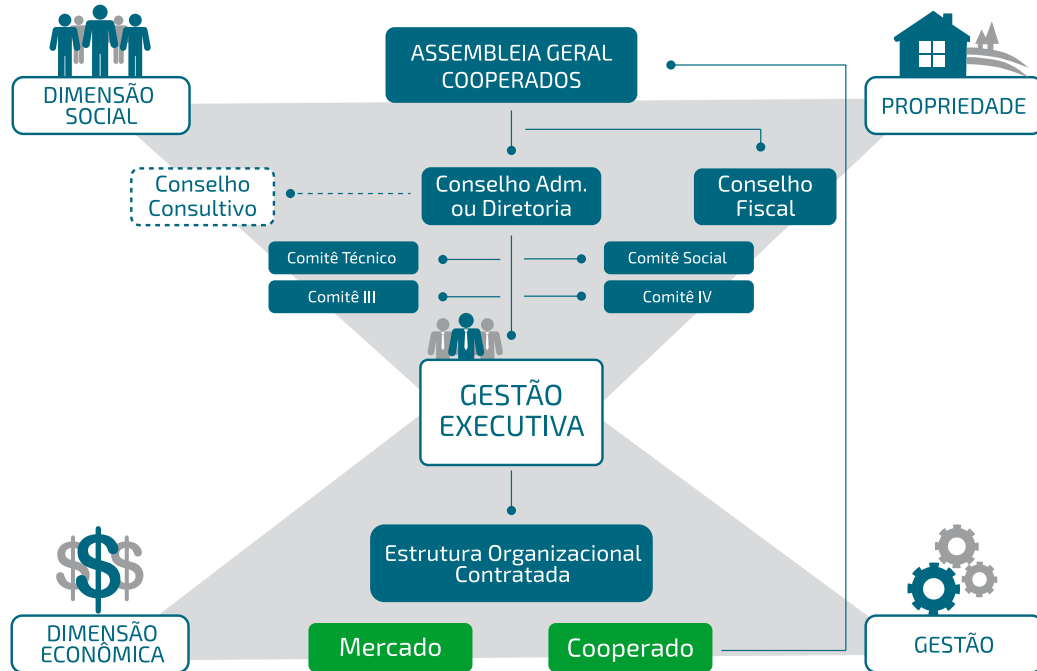 ASSEMBLEIA GERAL
COOPERADOS
DIMENSÃO
SOCIAL
PROPRIEDADE
Conselho
Consultivo
Conselho Adm.
ou Diretoria
Conselho
Fiscal
Comitê Técnico
Comitê Social
Comitê III
Comitê IV
GESTÃO
EXECUTIVA
Estrutura Organizacional
Contratada
DIMENSÃO
ECONÔMICA
Mercado
Cooperado
GESTÃO